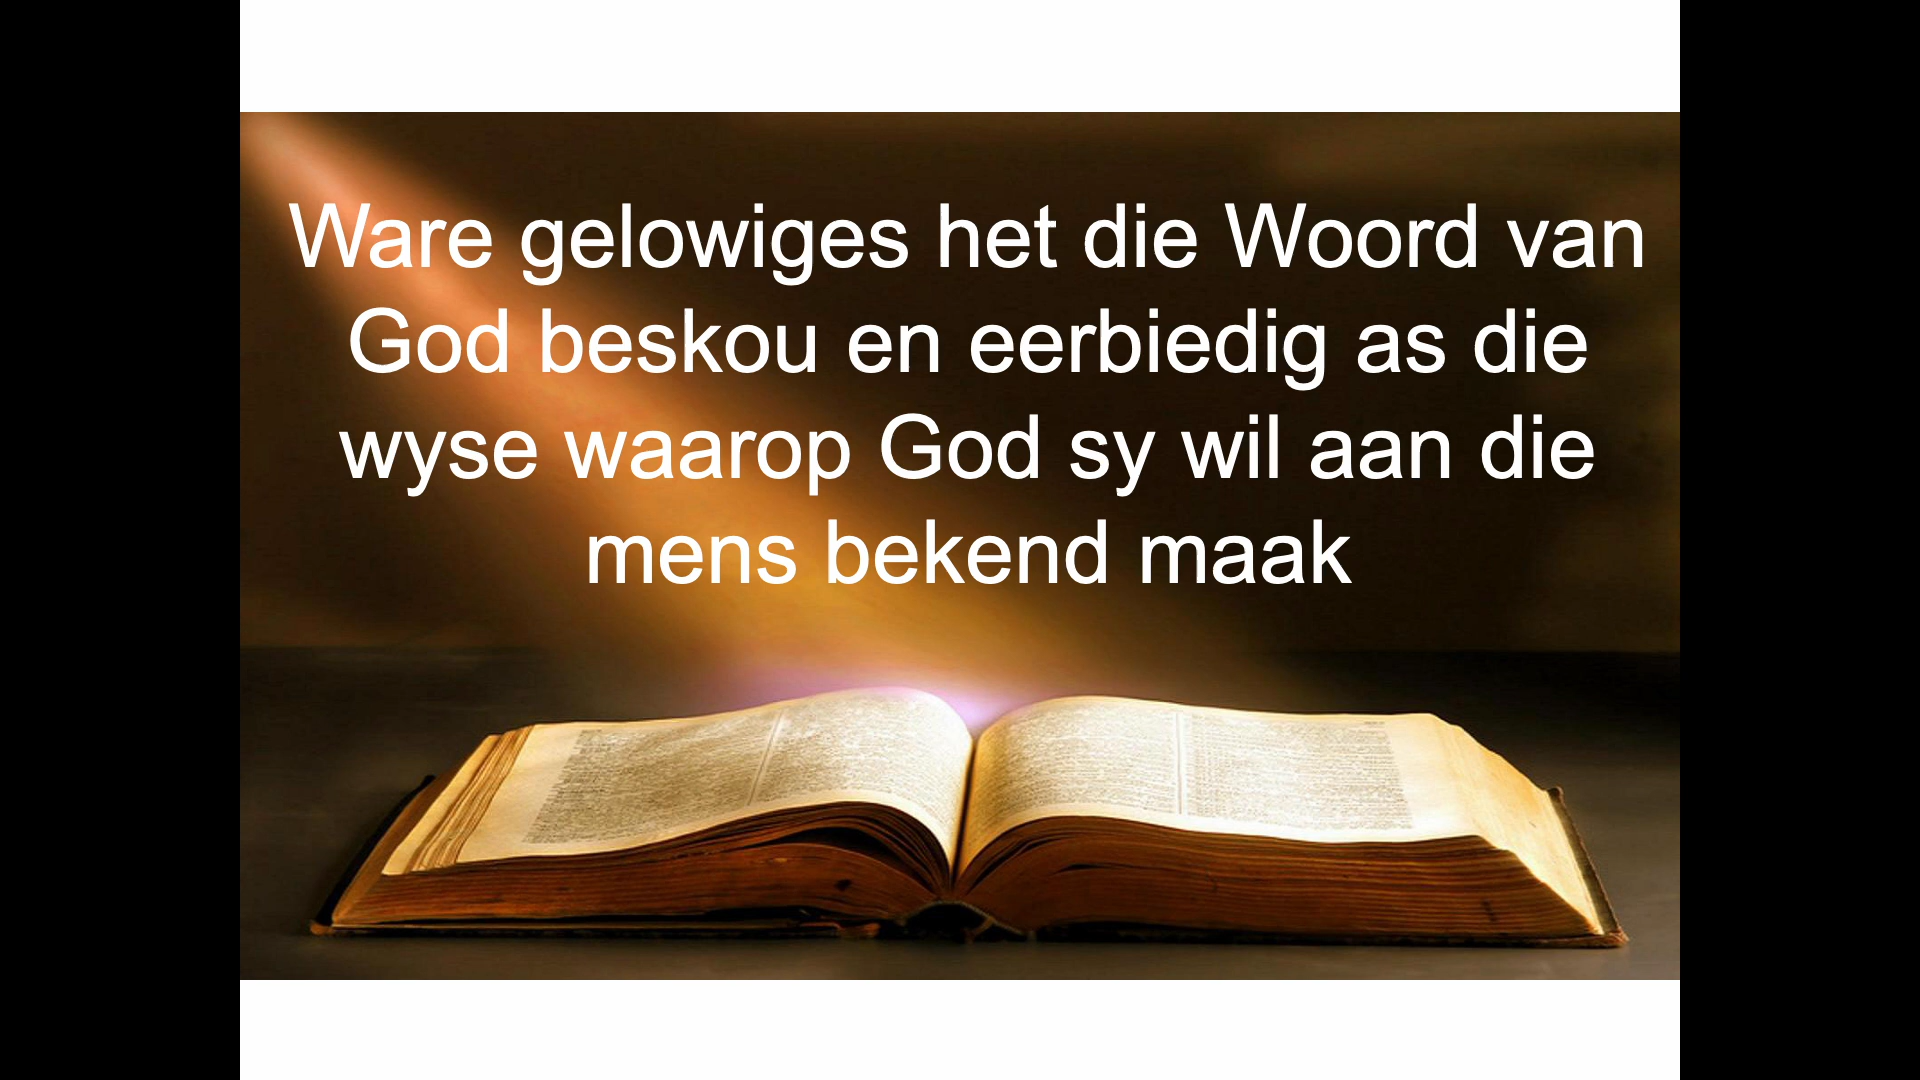 Ware gelowiges het die Woord van
God beskou en eerbiedig as die
wyse waarop God sy wil aan die
mens bekend maak